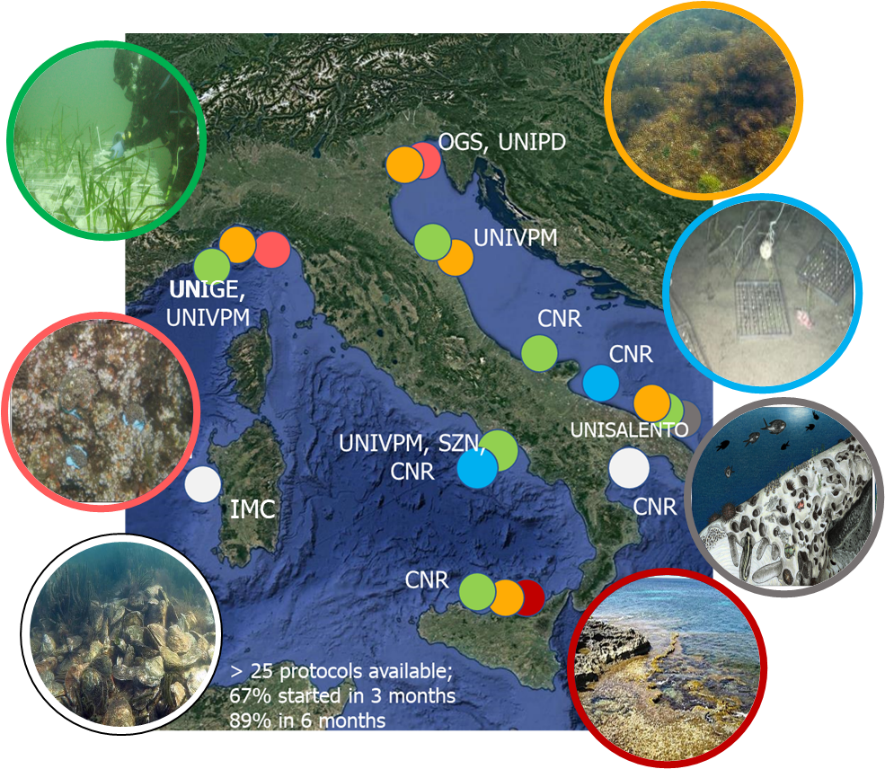 OGS, UNIPD
UNIVPM
UNIGE,
UNIVPM
CNR
CNR
UNISALENTO
UNIVPM, SZN,
CNR
CNR
IMC
CNR
> 25 protocols available;
67% started in 3 months
89% in 6 months